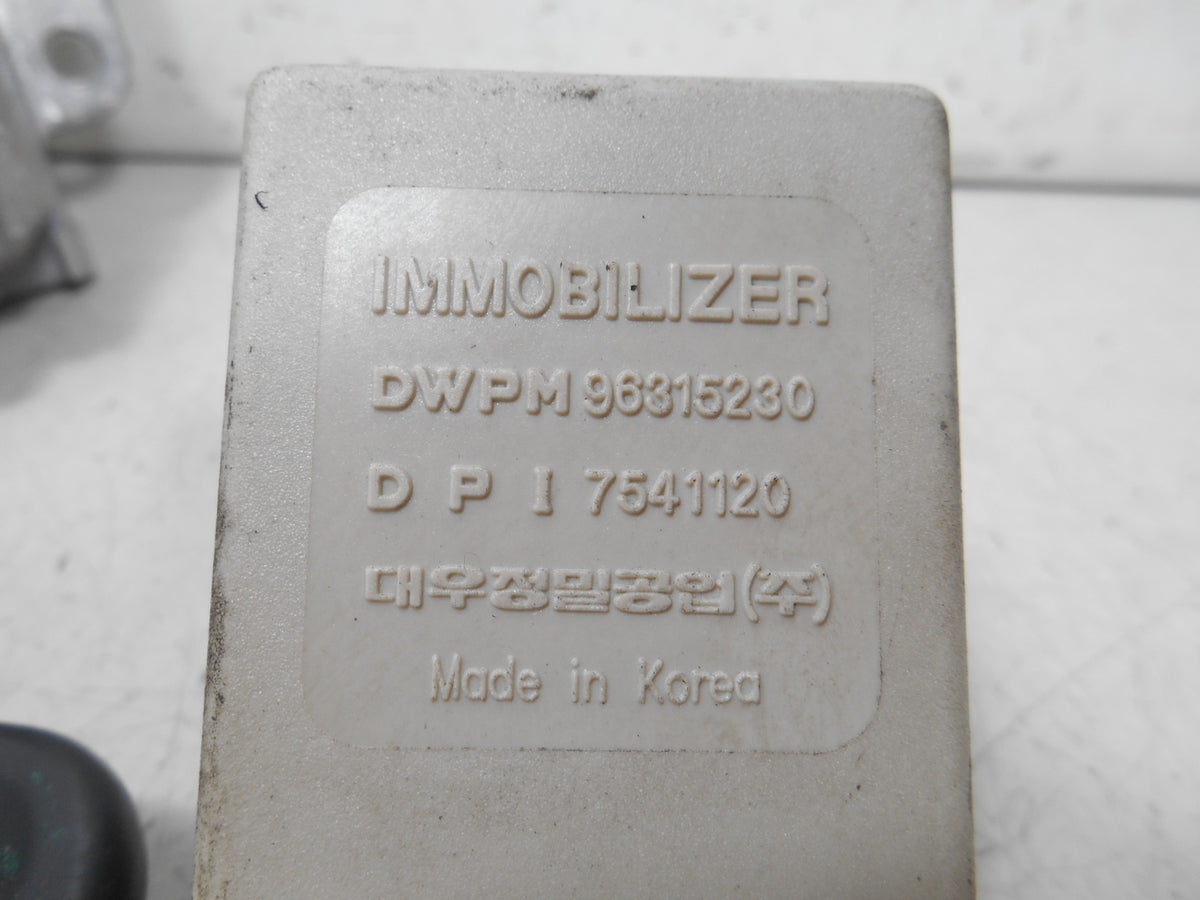 IMMOBILIZER
DWPM 96315230
D P I 7541120
대우정밀공업(주)
Made in Korea